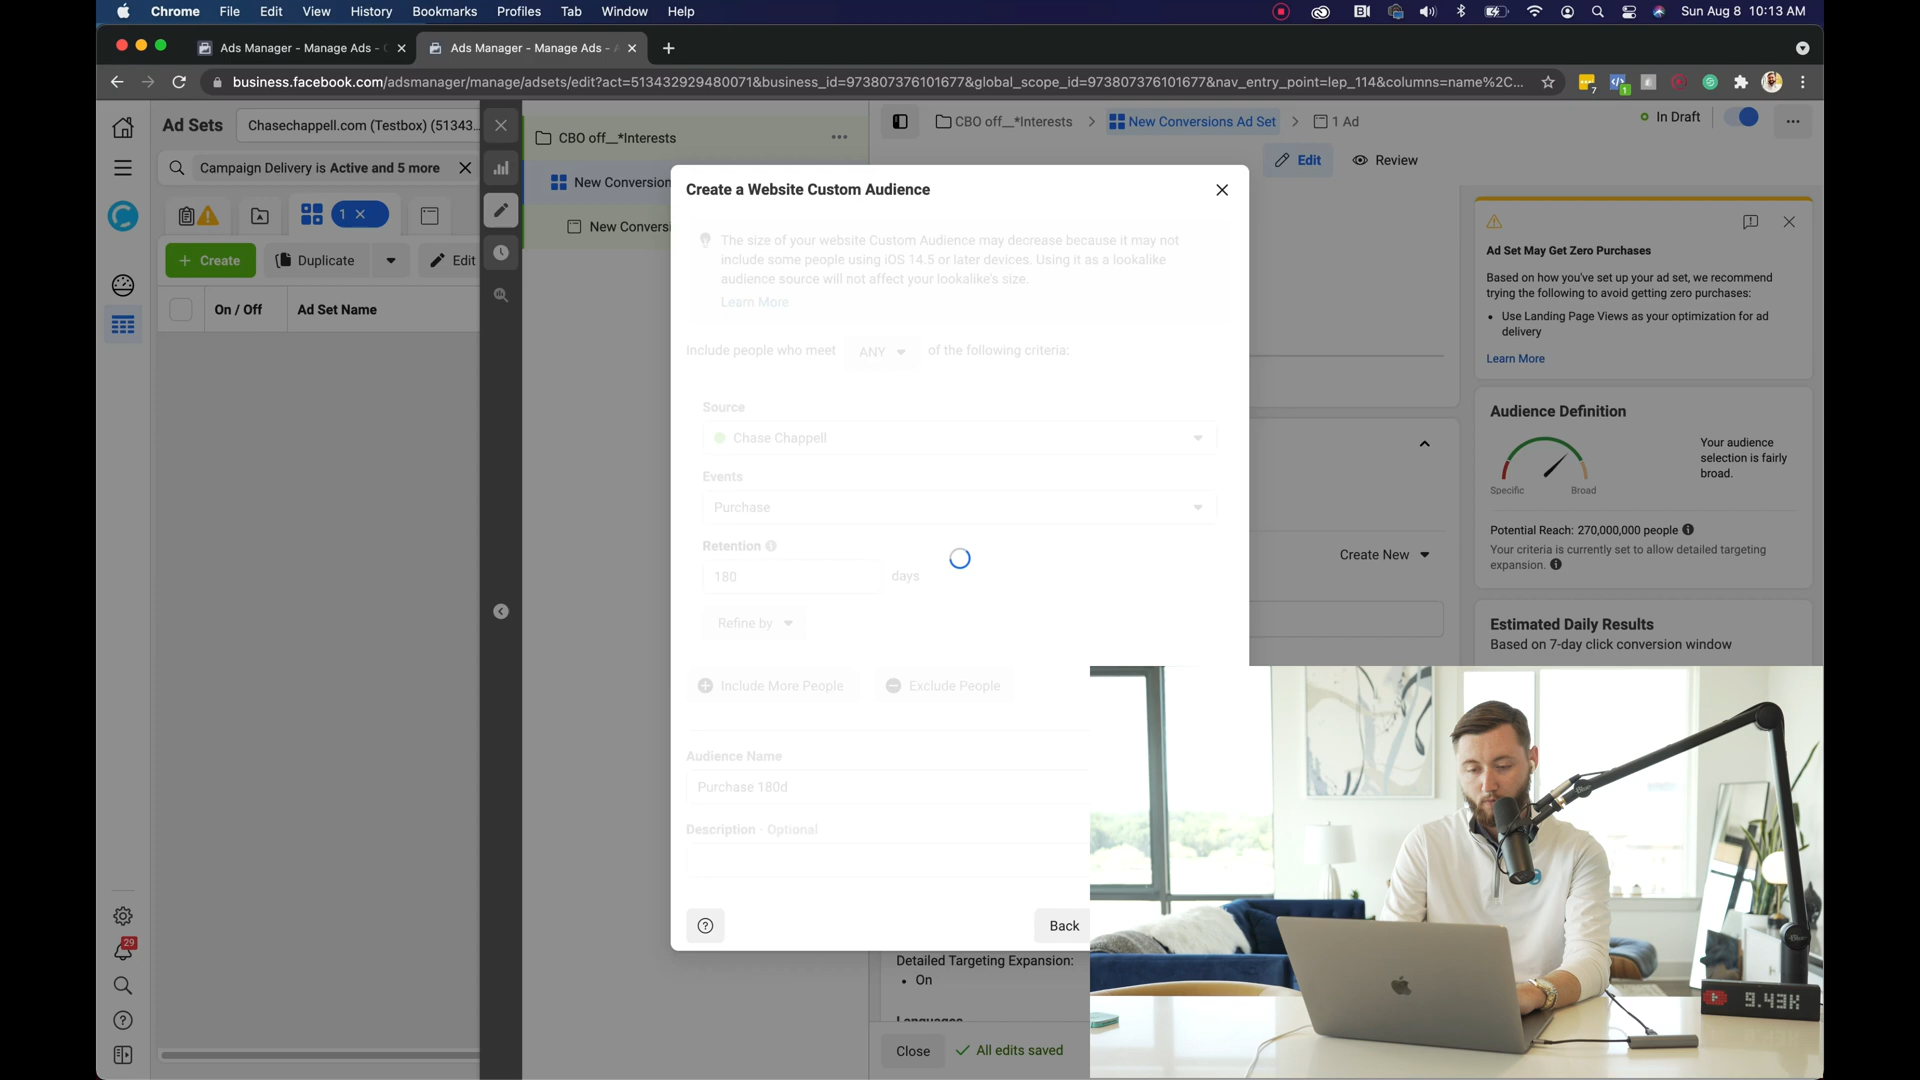 Chrome File Edit View History Bookmarks Profiles Tab Window Help
Sun Aug 8 10:13 AM
Ads Manager - Manage Ads -
Ads Manager - Manage Ads -
business.facebook.com/adsmanager/manage/adsets/edit?act=513432929480071&business_id=973807376101677&global_scope_id=973807376101677&nav_entry_point=lep_114&columns=name%2C...
7
1
Ad Sets
Chasechappell.com (Testbox) (51343...
Campaign Delivery is Active and 5 more
1
Create
Duplicate
Edit
On / Off
Ad Set Name
29
CBO off__*Interests
New Conversion
New Conversi
CBO off__*Interests
New Conversions Ad Set
1 Ad
In Draft
Edit
Review
Create a Website Custom Audience
The size of your website Custom Audience may decrease because it may not
include some people using iOS 14.5 or later devices. Using it as a lookalike
audience source will not affect your lookalike's size.
Learn More
Include people who meet ANY of the following criteria:
Source
Chase Chappell
Events
Purchase
Retention
180 days
Refine by
Include More People
Exclude People
Audience Name
Purchase 180d
Description · Optional
Back
Create New
Detailed Targeting Expansion:
On
Close
All edits saved
Ad Set May Get Zero Purchases
Based on how you've set up your ad set, we recommend
trying the following to avoid getting zero purchases:
Use Landing Page Views as your optimization for ad
delivery
Learn More
Audience Definition
Your audience
selection is fairly
broad.
Specific
Broad
Potential Reach: 270,000,000 people
Your criteria is currently set to allow detailed targeting
expansion.
Estimated Daily Results
Based on 7-day click conversion window
Blue
Blue
9.43K